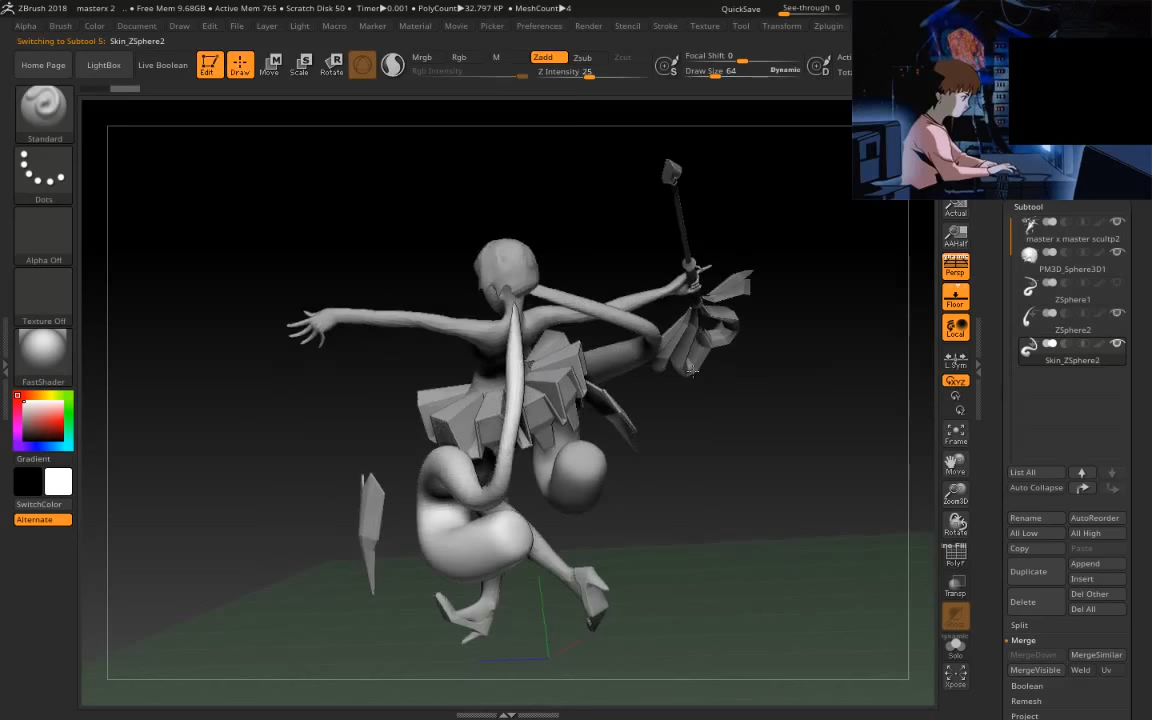 ZBrush 2018 masterx 2 .. • Free Mem 9.68GB • Active Mem 765 • Scratch Disk 50 • Timer▶0.001 • PolyCount▶32.797 KP • MeshCount▶4
QuickSave
See-through 0
Alpha Brush Color Document Draw Edit File Layer Light Macro Marker Material Movie Picker Preferences Render Stencil Stroke Texture Tool Transform Zplugin
Switching to Subtool 5: Skin_ZSphere2
Home Page
LightBox
Live Boolean
Edit
Draw
Move
Scale
Rotate
Mrgb
Rgb
M
Rgb Intensity
Zadd
Zsub
Zcut
Z Intensity 25
S
Focal Shift 0
Draw Size 64
Dynamic
D
Standard
Dots
Alpha Off
Texture Off
FastShader
Gradient
SwitchColor
Alternate
Actual
AAHalf
Persp
Floor
Local
L.Sym
XYZ
Frame
Move
Zoom3D
Rotate
PolyF
Transp
Dynamic
Solo
Xpose
Subtool
master x master scultp2
PM3D_Sphere3D1
ZSphere1
ZSphere2
Skin_ZSphere2
List All
Auto Collapse
Rename
AutoReorder
All Low
All High
Copy
Paste
Duplicate
Append
Insert
Delete
Del Other
Del All
Split
Merge
MergeDown
MergeSimilar
MergeVisible
Weld
Uv
Boolean
Remesh
Project